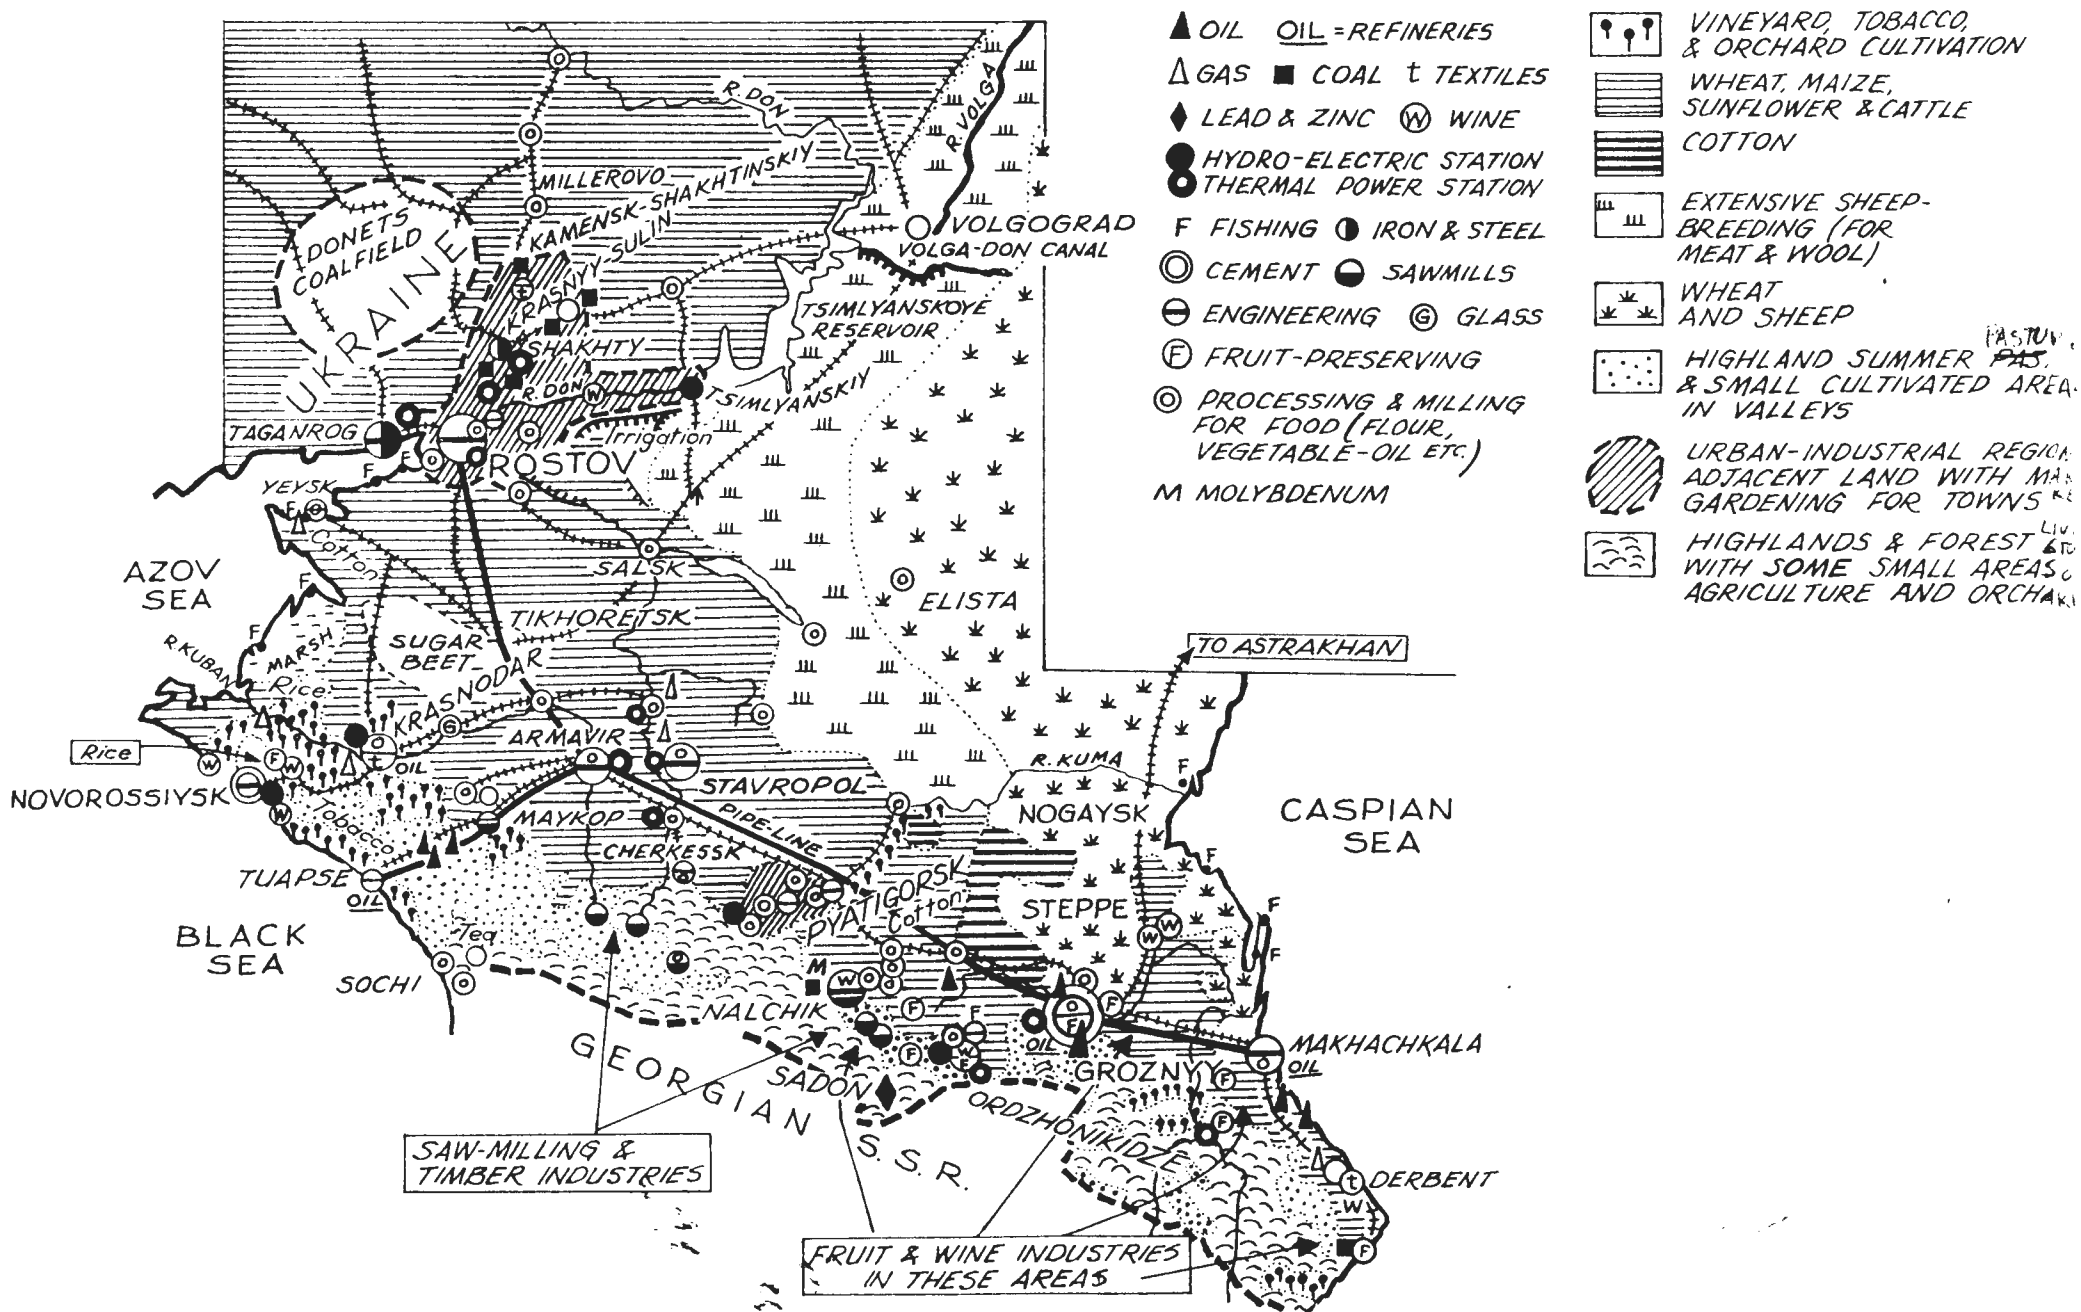 OIL
OIL = REFINERIES
GAS
COAL
t TEXTILES
LEAD & ZINC
W WINE
HYDRO-ELECTRIC STATION
THERMAL POWER STATION
F FISHING
IRON & STEEL
CEMENT
SAWMILLS
ENGINEERING
G GLASS
F FRUIT-PRESERVING
PROCESSING & MILLING
FOR FOOD (FLOUR,
VEGETABLE-OIL ETC.)
M MOLYBDENUM
VINEYARD, TOBACCO,
& ORCHARD CULTIVATION
WHEAT, MAIZE,
SUNFLOWER & CATTLE
COTTON
EXTENSIVE SHEEP-
BREEDING (FOR
MEAT & WOOL)
WHEAT
AND SHEEP
HIGHLAND SUMMER
& SMALL CULTIVATED AREA
IN VALLEYS
URBAN-INDUSTRIAL REGION
ADJACENT LAND WITH
GARDENING FOR TOWNS
HIGHLANDS & FOREST
WITH SOME SMALL AREAS
AGRICULTURE AND
R. DON
R. VOLGA
MILLEROVO
KAMENSK-SHAKHTINSKIY
DONETS
COALFIELD
UKRAINE
KRASNYY-SULIN
VOLGOGRAD
VOLGA-DON CANAL
t
TSIMLYANSKOYE
RESERVOIR
SHAKHTY
R. DON
W
TSIMLYANSKIY
TAGANROG
Irrigation
F
F
ROSTOV
YEYSK
F
Cotton
AZOV
SEA
F
SALSK
ELISTA
TIKHORETSK
F
SUGAR
BEET
MARSH
Rice
R. KUBAN
TO ASTRAKHAN
KRASNODAR
G
ARMAVIR
Rice
F
W
W
t
OIL
R. KUMA
F
NOVOROSSIYSK
STAVROPOL
NOGAYSK
CASPIAN
SEA
W
Tobacco
MAYKOP
PIPE-LINE
CHERKESSK
F
TUAPSE
OIL
PYATIGORSK
Cotton
STEPPE
F
W
W
BLACK
SEA
Tea
F
SOCHI
M
W
NALCHIK
F
F
F
F
OIL
MAKHACHKALA
OIL
F
W
F
GROZNYY
F
SADON
GEORGIAN S.S.R.
ORDZHONIKIDZE
F
SAW-MILLING &
TIMBER INDUSTRIES
DERBENT
t
W
F
FRUIT & WINE INDUSTRIES
IN THESE AREAS